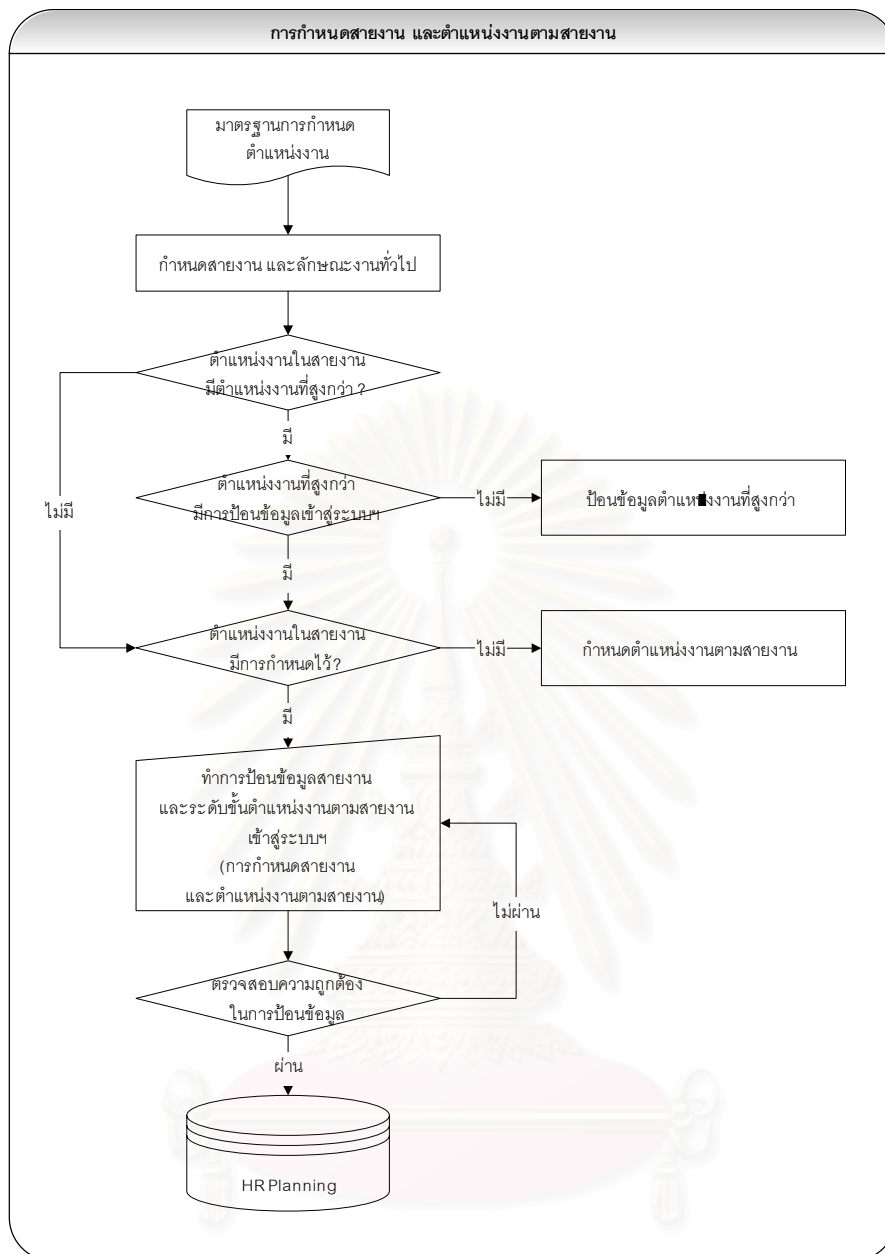 การกำหนดสายงาน และตำแหน่งงานตามสายงาน
มาตรฐานการกำหนด
ตำแหน่งงาน
กำหนดสายงาน และลักษณะงานทั่วไป
ตำแหน่งงานในสายงาน
มีตำแหน่งงานที่สูงกว่า ?
มี
ไม่มี
ตำแหน่งงานที่สูงกว่า
มีการป้อนข้อมูลเข้าสู่ระบบฯ
ไม่มี
ป้อนข้อมูลตำแหน่งงานที่สูงกว่า
มี
ตำแหน่งงานในสายงาน
มีการกำหนดไว้ ?
ไม่มี
กำหนดตำแหน่งงานตามสายงาน
มี
ทำการป้อนข้อมูลสายงาน
และระดับขั้นตำแหน่งงานตามสายงาน
เข้าสู่ระบบฯ
(การกำหนดสายงาน
และตำแหน่งงานตามสายงาน)
ไม่ผ่าน
ตรวจสอบความถูกต้อง
ในการป้อนข้อมูล
ผ่าน
HR Planning